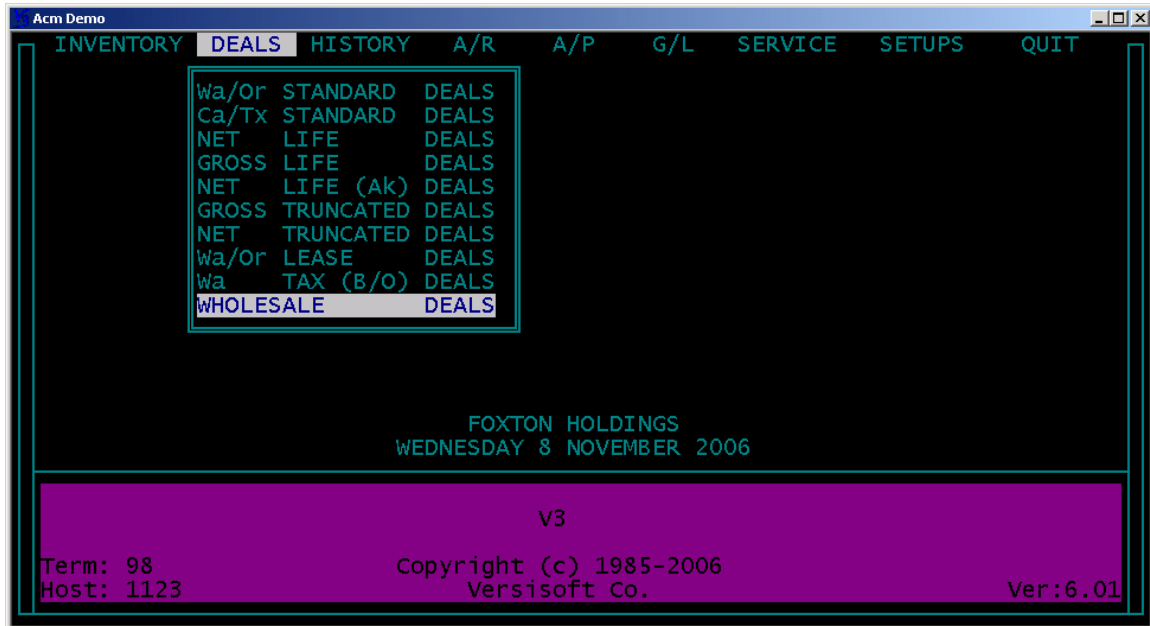 Acm Demo
INVENTORY DEALS HISTORY A/R A/P G/L SERVICE SETUPS QUIT
Wa/Or STANDARD DEALS
Ca/Tx STANDARD DEALS
NET LIFE DEALS
GROSS LIFE DEALS
NET LIFE (Ak) DEALS
GROSS TRUNCATED DEALS
NET TRUNCATED DEALS
Wa/Or LEASE DEALS
Wa TAX (B/O) DEALS
WHOLESALE DEALS
FOXTON HOLDINGS
WEDNESDAY 8 NOVEMBER 2006
V3
Term: 98 Copyright (c) 1985-2006
Host: 1123 Versisoft Co. Ver:6.01